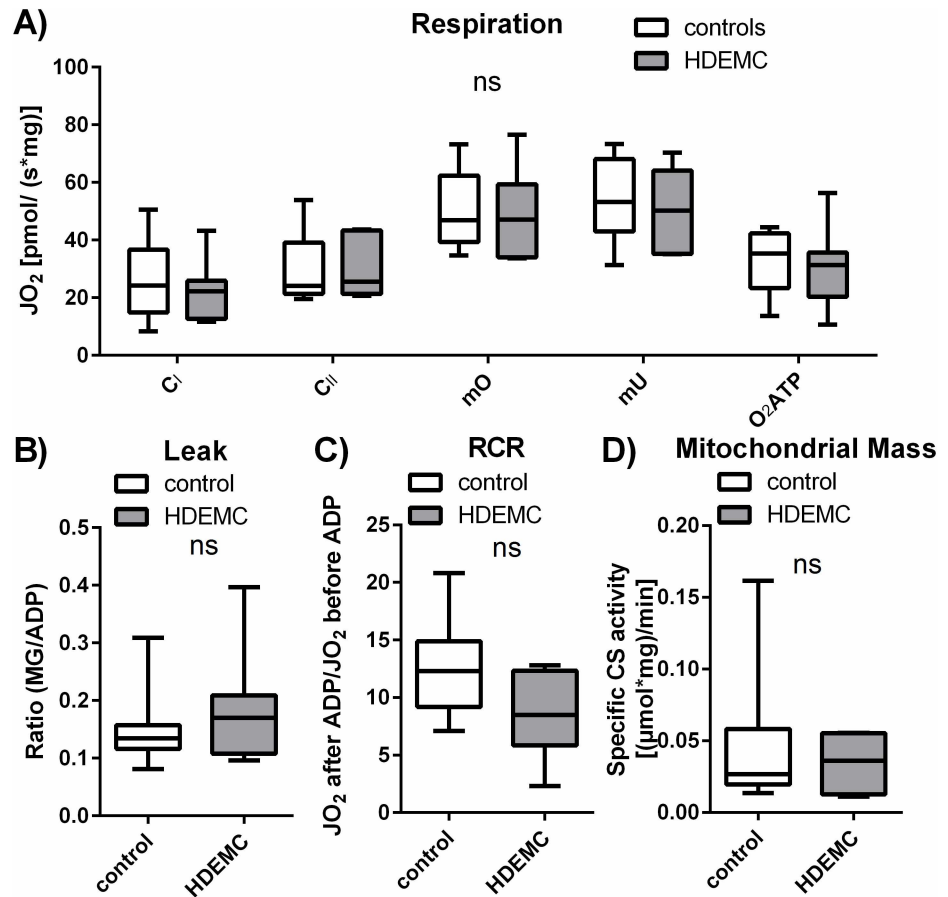 A)
Respiration
controls
HDEMC
ns
JO₂ [pmol/ (s*mg)]
100
80
60
40
20
0
C_I
C_II
mO
mU
O₂ATP
B)
Leak
control
HDEMC
ns
Ratio (MG/ADP)
0.5
0.4
0.3
0.2
0.1
0.0
control
HDEMC
C)
RCR
control
HDEMC
ns
JO₂ after ADP/JO₂ before ADP
25
20
15
10
5
0
control
HDEMC
D)
Mitochondrial Mass
control
HDEMC
ns
Specific CS activity
[(µmol*mg)/min]
0.20
0.15
0.10
0.05
0.00
control
HDEMC